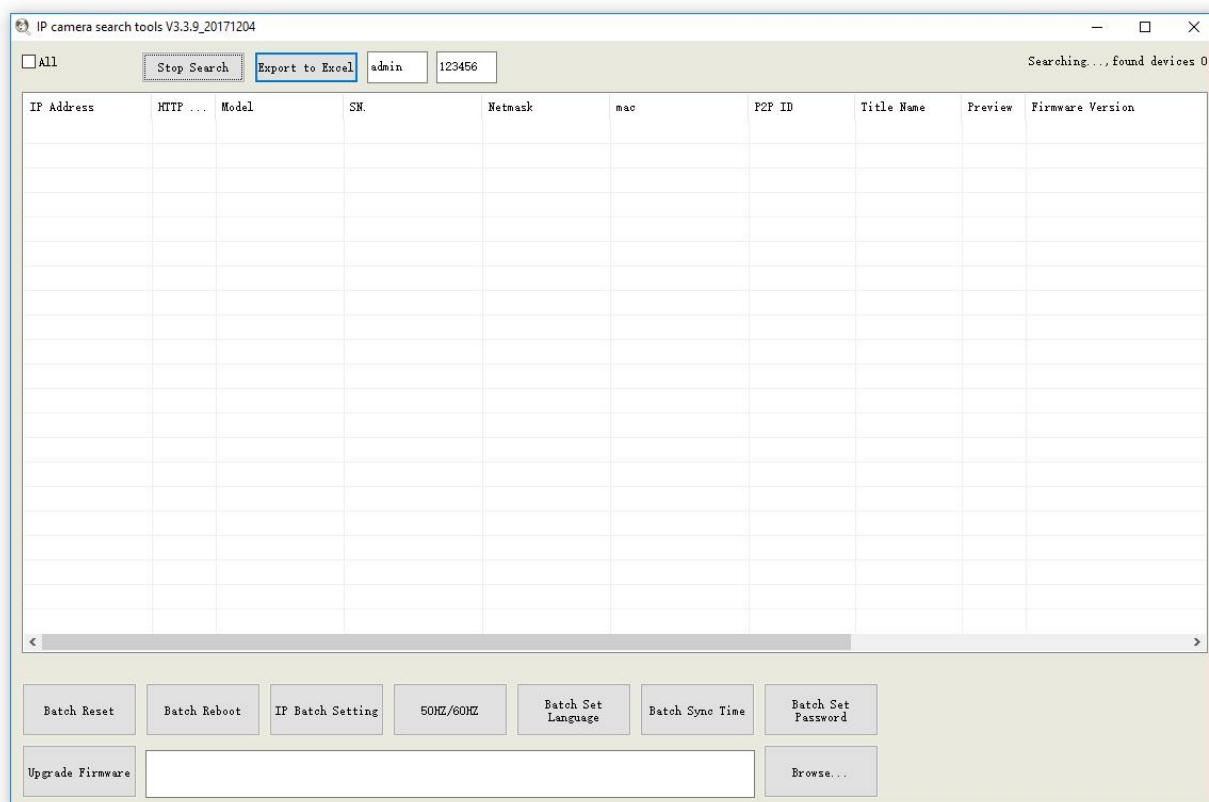 IP camera search tools V3.3.9_20171204
All
Stop Search
Export to Excel
admin
123456
Searching...,found devices 0
IP Address HTTP ... Model SN. Netmask mac P2P ID Title Name Preview Firmware Version
Batch Reset
Batch Reboot
IP Batch Setting
50HZ/60HZ
Batch Set
Language
Batch Sync Time
Batch Set
Password
Upgrade Firmware
Browse...